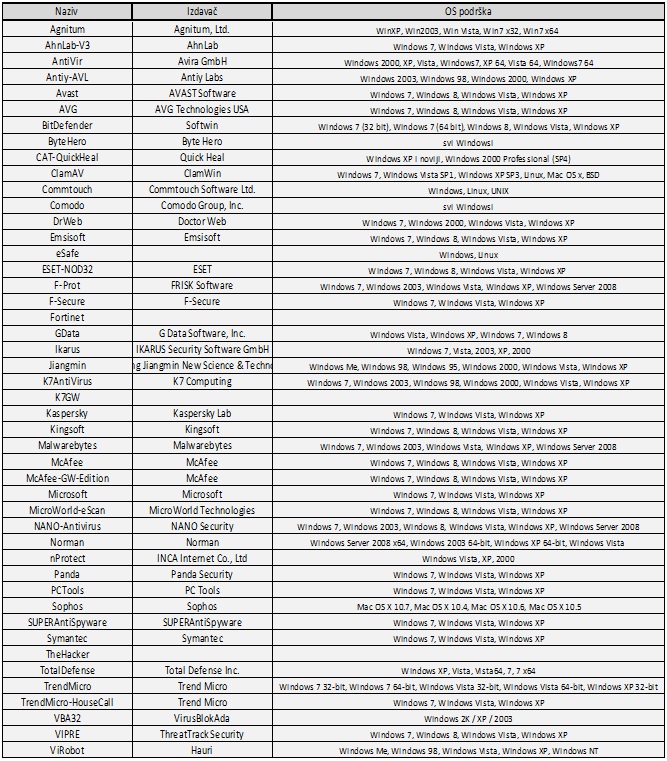 Naziv Izdavač OS podrška
Agnitum Agnitum, Ltd. WinXP, Win2003, Win Vista, Win7 x32, Win7 x64
AhnLab-V3 AhnLab Windows 7, Windows Vista, Windows XP
AntiVir Avira GmbH Windows 2000, XP, Vista, Windows7, XP 64, Vista 64, Windows7 64
Antiy-AVL Antiy Labs Windows 2003, Windows 98, Windows 2000, Windows XP
Avast AVAST Software Windows 7, Windows 8, Windows Vista, Windows XP
AVG AVG Technologies USA Windows 7, Windows 8, Windows Vista, Windows XP
BitDefender Softwin Windows 7 (32 bit), Windows 7 (64 bit), Windows 8, Windows Vista, Windows XP
ByteHero Byte Hero svi Windowsi
CAT-QuickHeal Quick Heal Windows XP i noviji, Windows 2000 Professional (SP4)
ClamAV ClamWin Windows 7, Windows Vista SP1, Windows XP SP3, Linux, Mac OS x, BSD
Commtouch Commtouch Software Ltd. Windows, Linux, UNIX
Comodo Comodo Group, Inc. svi Windowsi
DrWeb Doctor Web Windows 7, Windows 2000, Windows Vista, Windows XP
Emsisoft Emsisoft Windows 7, Windows 8, Windows Vista, Windows XP
eSafe Windows, Linux
ESET-NOD32 ESET Windows 7, Windows 8, Windows Vista, Windows XP
F-Prot FRISK Software Windows 7, Windows 2003, Windows Vista, Windows XP, Windows Server 2008
F-Secure F-Secure Windows 7, Windows Vista, Windows XP
Fortinet
GData G Data Software, Inc. Windows Vista, Windows XP, Windows 7, Windows 8
Ikarus IKARUS Security Software GmbH Windows 7, Vista, 2003, XP, 2000
Jiangmin ng Jiangmin New Science & Techno Windows Me, Windows 98, Windows 95, Windows 2000, Windows Vista, Windows XP
K7AntiVirus K7 Computing Windows 7, Windows 2003, Windows 98, Windows 2000, Windows Vista, Windows XP
K7GW
Kaspersky Kaspersky Lab Windows 7, Windows Vista, Windows XP
Kingsoft Kingsoft Windows 7, Windows 8, Windows Vista, Windows XP
Malwarebytes Malwarebytes Windows 7, Windows 2003, Windows Vista, Windows XP, Windows Server 2008
McAfee McAfee Windows 7, Windows 8, Windows Vista, Windows XP
McAfee-GW-Edition McAfee Windows 7, Windows 8, Windows Vista, Windows XP
Microsoft Microsoft Windows 7, Windows Vista, Windows XP
MicroWorld-eScan MicroWorld Technologies Windows 7, Windows 8, Windows Vista, Windows XP
NANO-Antivirus NANO Security Windows 7, Windows 2003, Windows 8, Windows Vista, Windows XP, Windows Server 2008
Norman Norman Windows Server 2008 x64, Windows 2003 64-bit, Windows XP 64-bit, Windows Vista
nProtect INCA Internet Co., Ltd Windows Vista, XP, 2000
Panda Panda Security Windows 7, Windows Vista, Windows XP
PCTools PC Tools Windows 7, Windows Vista, Windows XP
Sophos Sophos Mac OS X 10.7, Mac OS X 10.4, Mac OS X 10.6, Mac OS X 10.5
SUPERAntiSpyware SUPERAntiSpyware Windows 7, Windows Vista, Windows XP
Symantec Symantec Windows 7, Windows Vista, Windows XP
TheHacker
TotalDefense Total Defense Inc. Windows XP, Vista, Vista64, 7, 7 x64
TrendMicro Trend Micro Windows 7 32-bit, Windows 7 64-bit, Windows Vista 32-bit, Windows Vista 64-bit, Windows XP 32-bit
TrendMicro-HouseCall Trend Micro Windows 7, Windows Vista, Windows XP
VBA32 VirusBlokAda Windows 2K / XP / 2003
VIPRE ThreatTrack Security Windows 7, Windows 8, Windows Vista, Windows XP
ViRobot Hauri Windows Me, Windows 98, Windows Vista, Windows XP, Windows NT